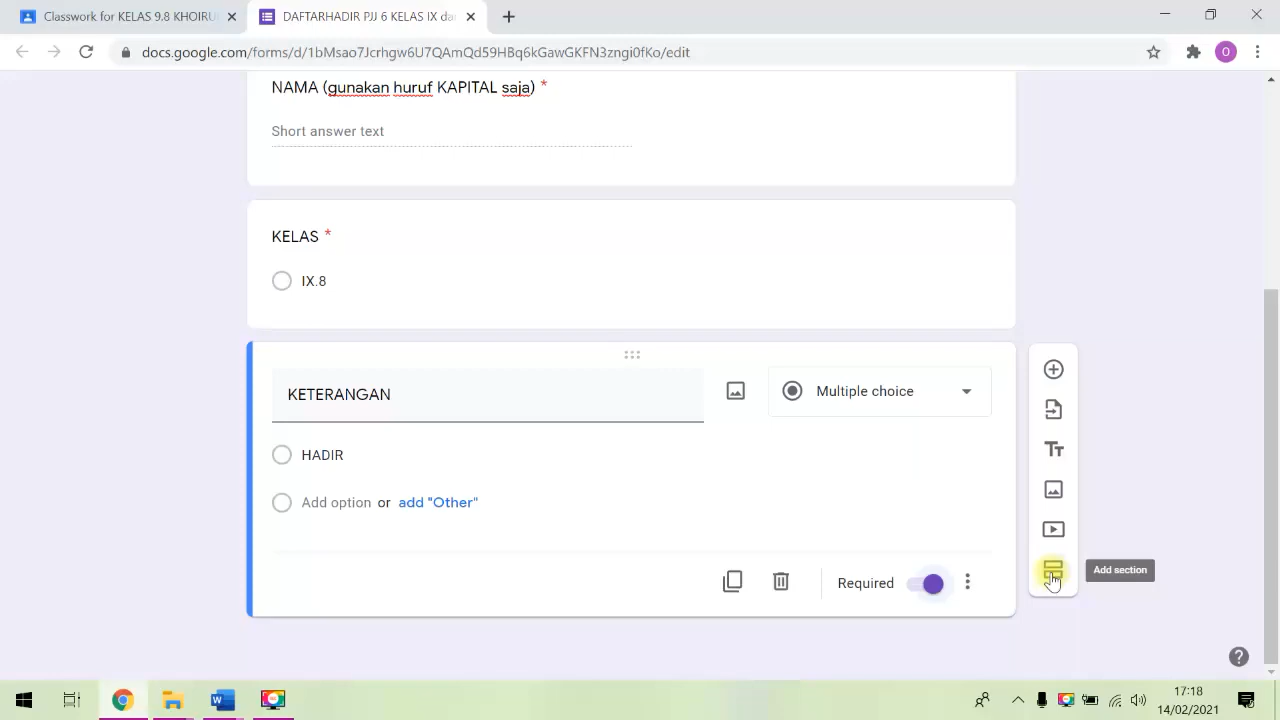 Classwork for KELAS 9.8 KHOIRU
DAFTARHADIR PJJ 6 KELAS IX da
docs.google.com/forms/d/1bMsao7Jcrhgw6U7QAmQd59HBq6kGawGKFN3zngi0fKo/edit
O
NAMA (gunakan huruf KAPITAL saja) *
Short answer text
KELAS *
IX.8
KETERANGAN
Multiple choice
HADIR
Add option or add "Other"
Required
Add section
17:18
14/02/2021